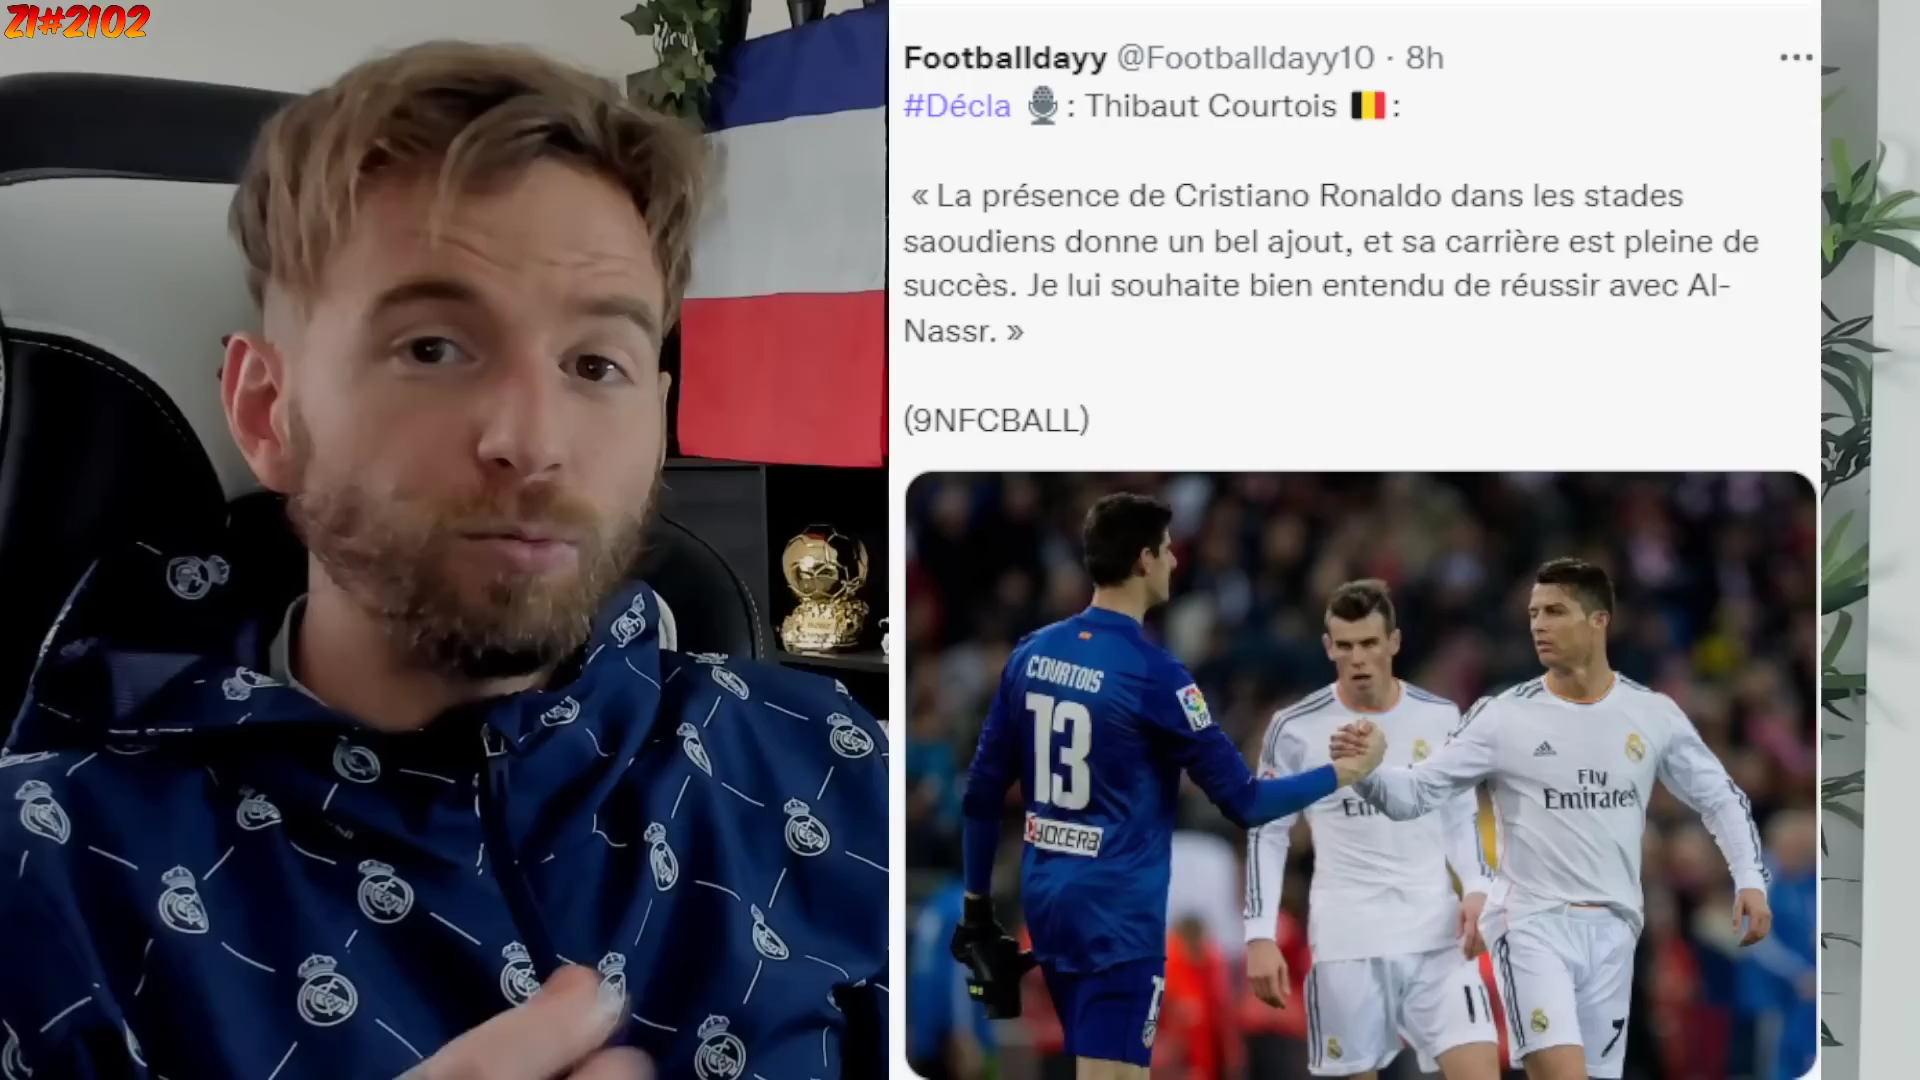 ZI#2102
Footballdayy @Footballdayy10 · 8h
#Décla 🎙️ : Thibaut Courtois 🇧🇪 :
« La présence de Cristiano Ronaldo dans les stades
saoudiens donne un bel ajout, et sa carrière est pleine de
succès. Je lui souhaite bien entendu de réussir avec Al-
Nassr. »
(9NFCBALL)
COURTOIS
13
KYOCERA
Fly
Emirates
11
7